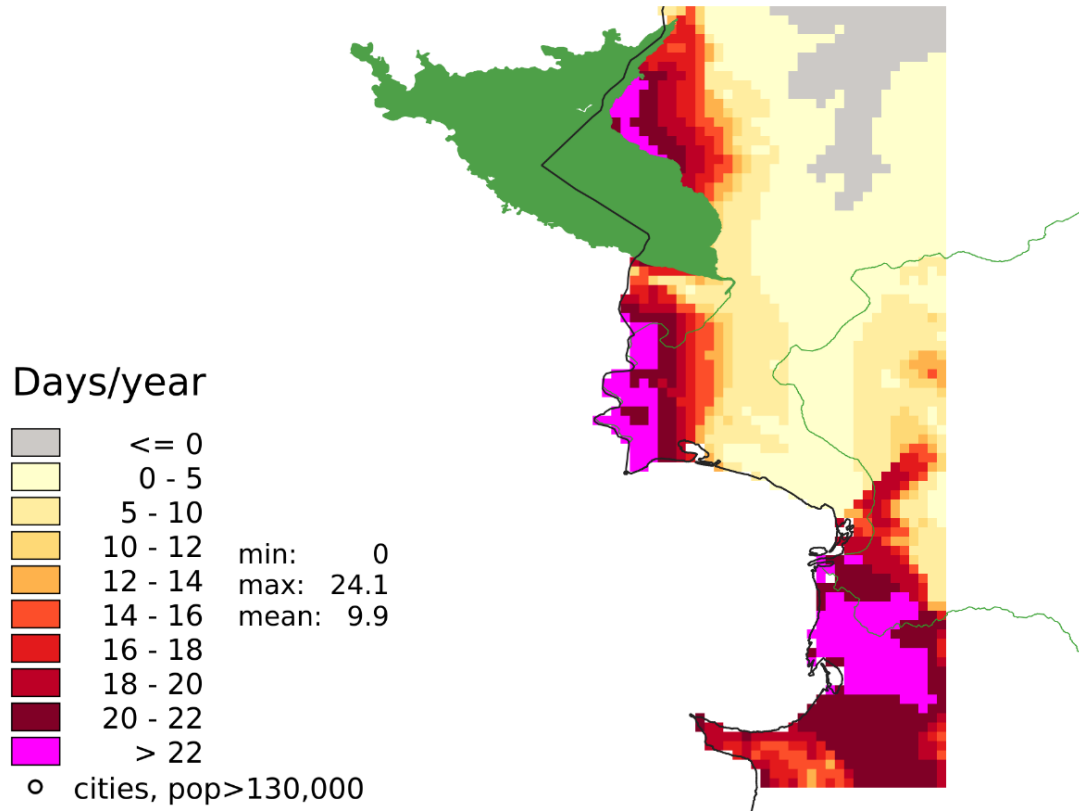 Days/year
<= 0
0 - 5
5 - 10
10 - 12
12 - 14
14 - 16
16 - 18
18 - 20
20 - 22
> 22
cities, pop>130,000
min: 0
max: 24.1
mean: 9.9